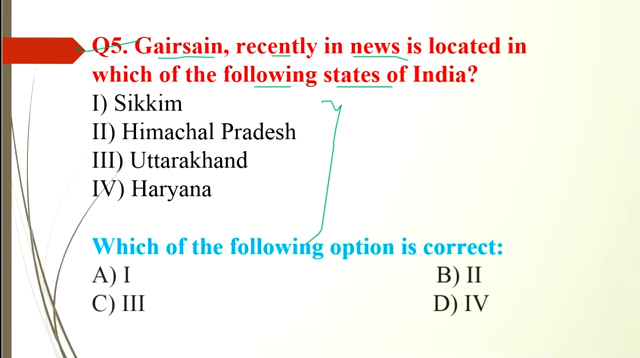 Q5. Gairsain, recently in news is located in
which of the following states of India?
I) Sikkim
II) Himachal Pradesh
III) Uttarakhand
IV) Haryana
Which of the following option is correct:
A) I B) II
C) III D) IV